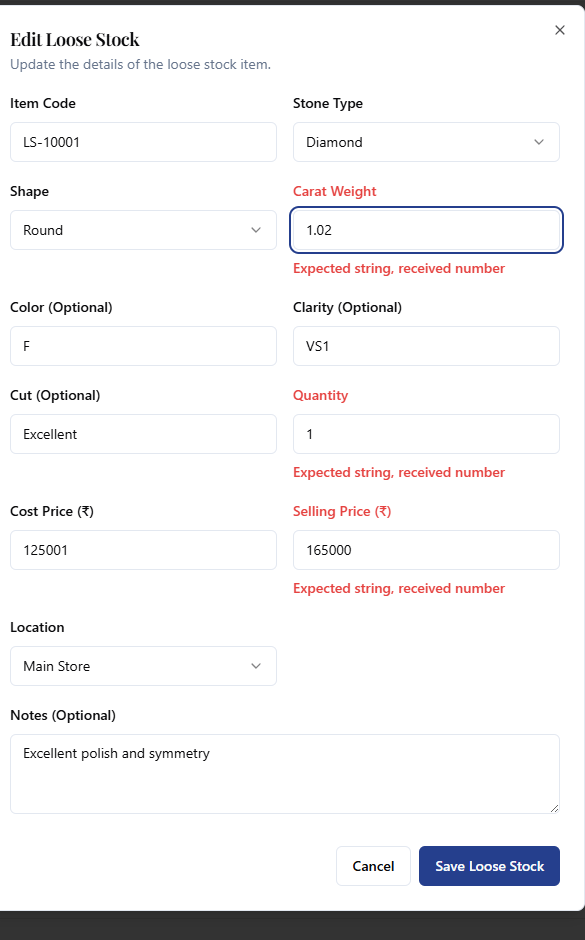 Edit Loose Stock
Update the details of the loose stock item.
Item Code
Stone Type
LS-10001
Diamond
Shape
Carat Weight
Round
1.02
Expected string, received number
Color (Optional)
Clarity (Optional)
F
VS1
Cut (Optional)
Quantity
Excellent
1
Expected string, received number
Cost Price (₹)
Selling Price (₹)
125001
165000
Expected string, received number
Location
Main Store
Notes (Optional)
Excellent polish and symmetry
Cancel
Save Loose Stock